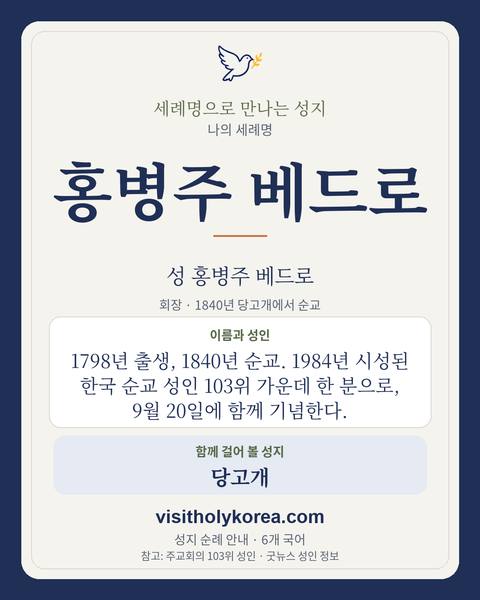 세례명으로 만나는 성지
나의 세례명
홍병주 베드로
성 홍병주 베드로
회장 · 1840년 당고개에서 순교
이름과 성인
1798년 출생, 1840년 순교. 1984년 시성된
한국 순교 성인 103위 가운데 한 분으로,
9월 20일에 함께 기념한다.
함께 걸어 볼 성지
당고개
visitholykorea.com
성지 순례 안내 · 6개 국어
참고: 주교회의 103위 성인 · 굿뉴스 성인 정보